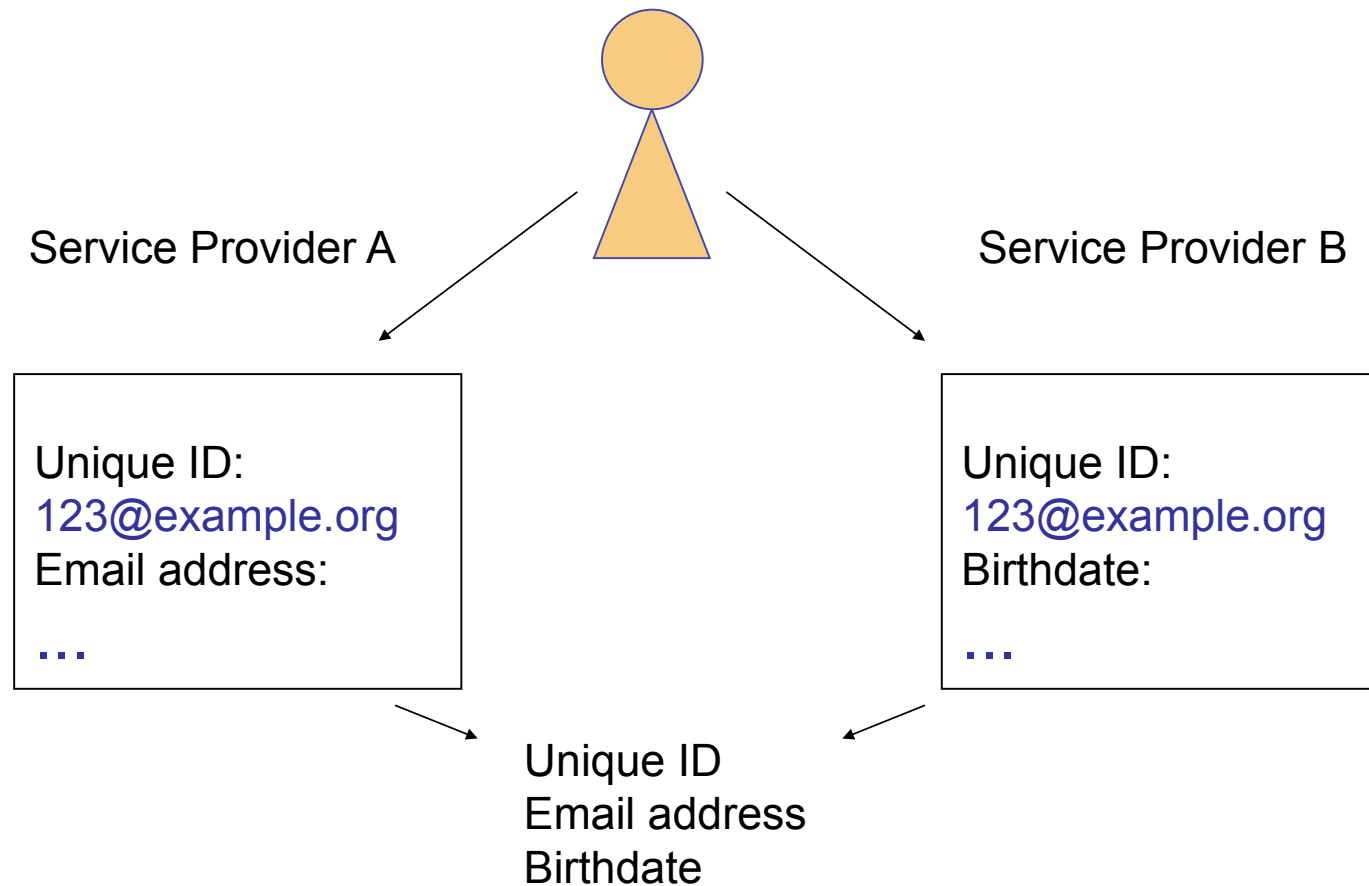 Service Provider A
Service Provider B
Unique ID:
123@example.org
Email address:
...
Unique ID:
123@example.org
Birthdate:
...
Unique ID
Email address
Birthdate